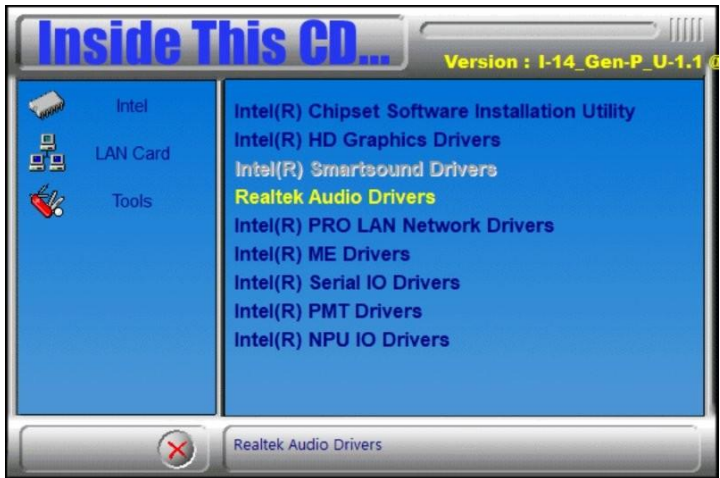 Inside This CD...
Version : I-14_Gen-P_U-1.1 @
Intel
LAN Card
Tools
Intel(R) Chipset Software Installation Utility
Intel(R) HD Graphics Drivers
Intel(R) Smartsound Drivers
Realtek Audio Drivers
Intel(R) PRO LAN Network Drivers
Intel(R) ME Drivers
Intel(R) Serial IO Drivers
Intel(R) PMT Drivers
Intel(R) NPU IO Drivers
Realtek Audio Drivers